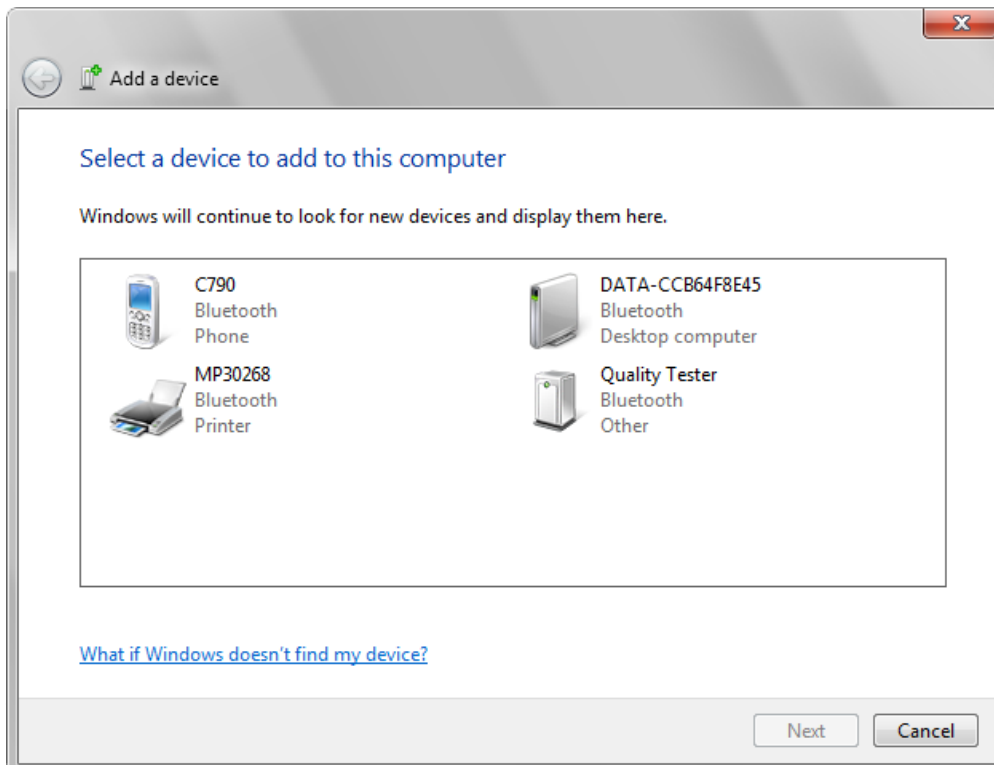 Add a device
Select a device to add to this computer
Windows will continue to look for new devices and display them here.
C790
Bluetooth
Phone
DATA-CCB64F8E45
Bluetooth
Desktop computer
MP30268
Bluetooth
Printer
Quality Tester
Bluetooth
Other
What if Windows doesn't find my device?
Next
Cancel